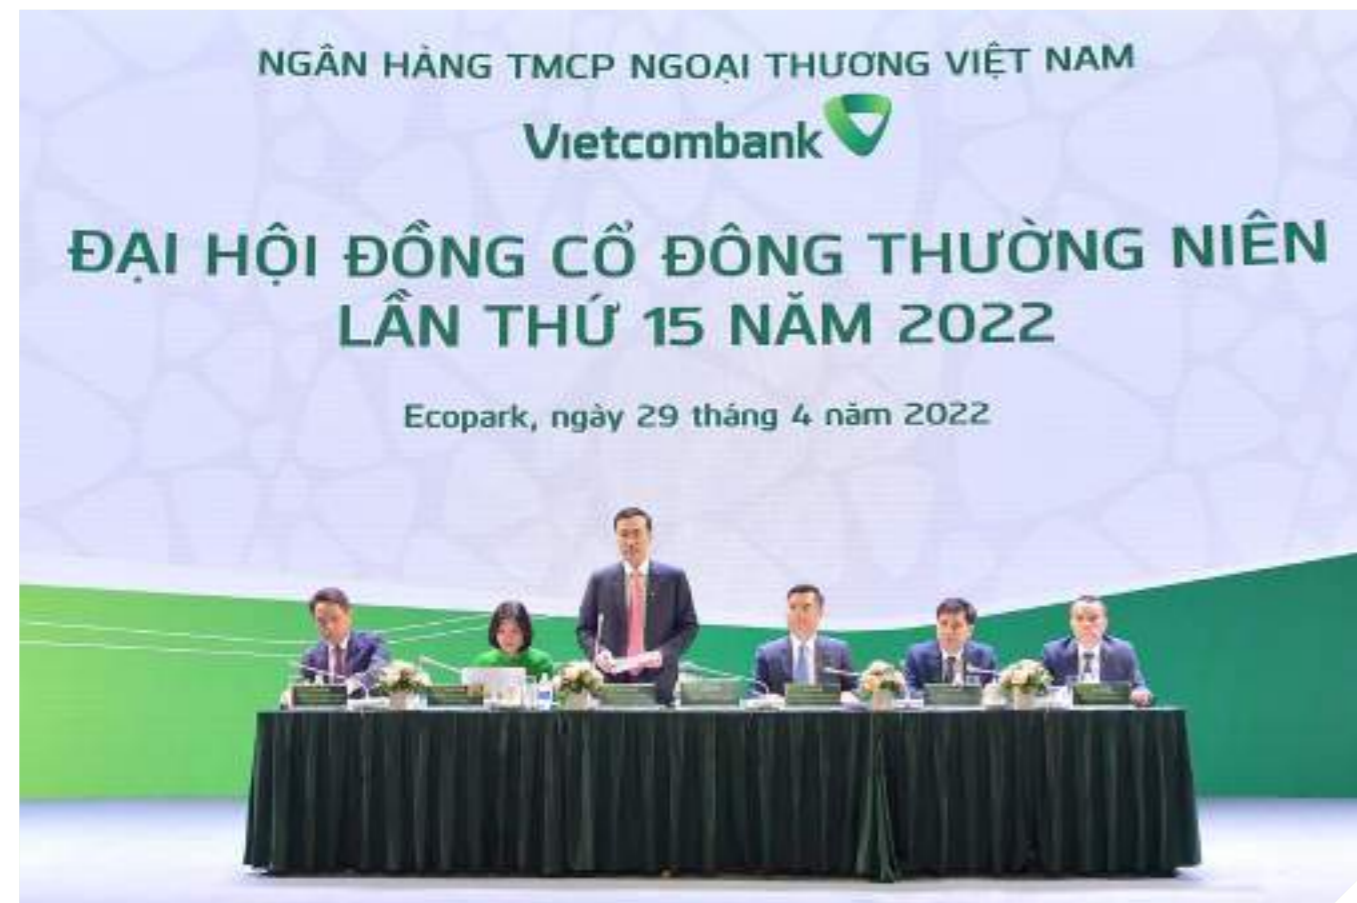 NGÂN HÀNG TMCP NGOẠI THƯƠNG VIỆT NAM
Vietcombank
ĐẠI HỘI ĐỒNG CỔ ĐÔNG THƯỜNG NIÊN
LẦN THỨ 15 NĂM 2022
Ecopark, ngày 29 tháng 4 năm 2022